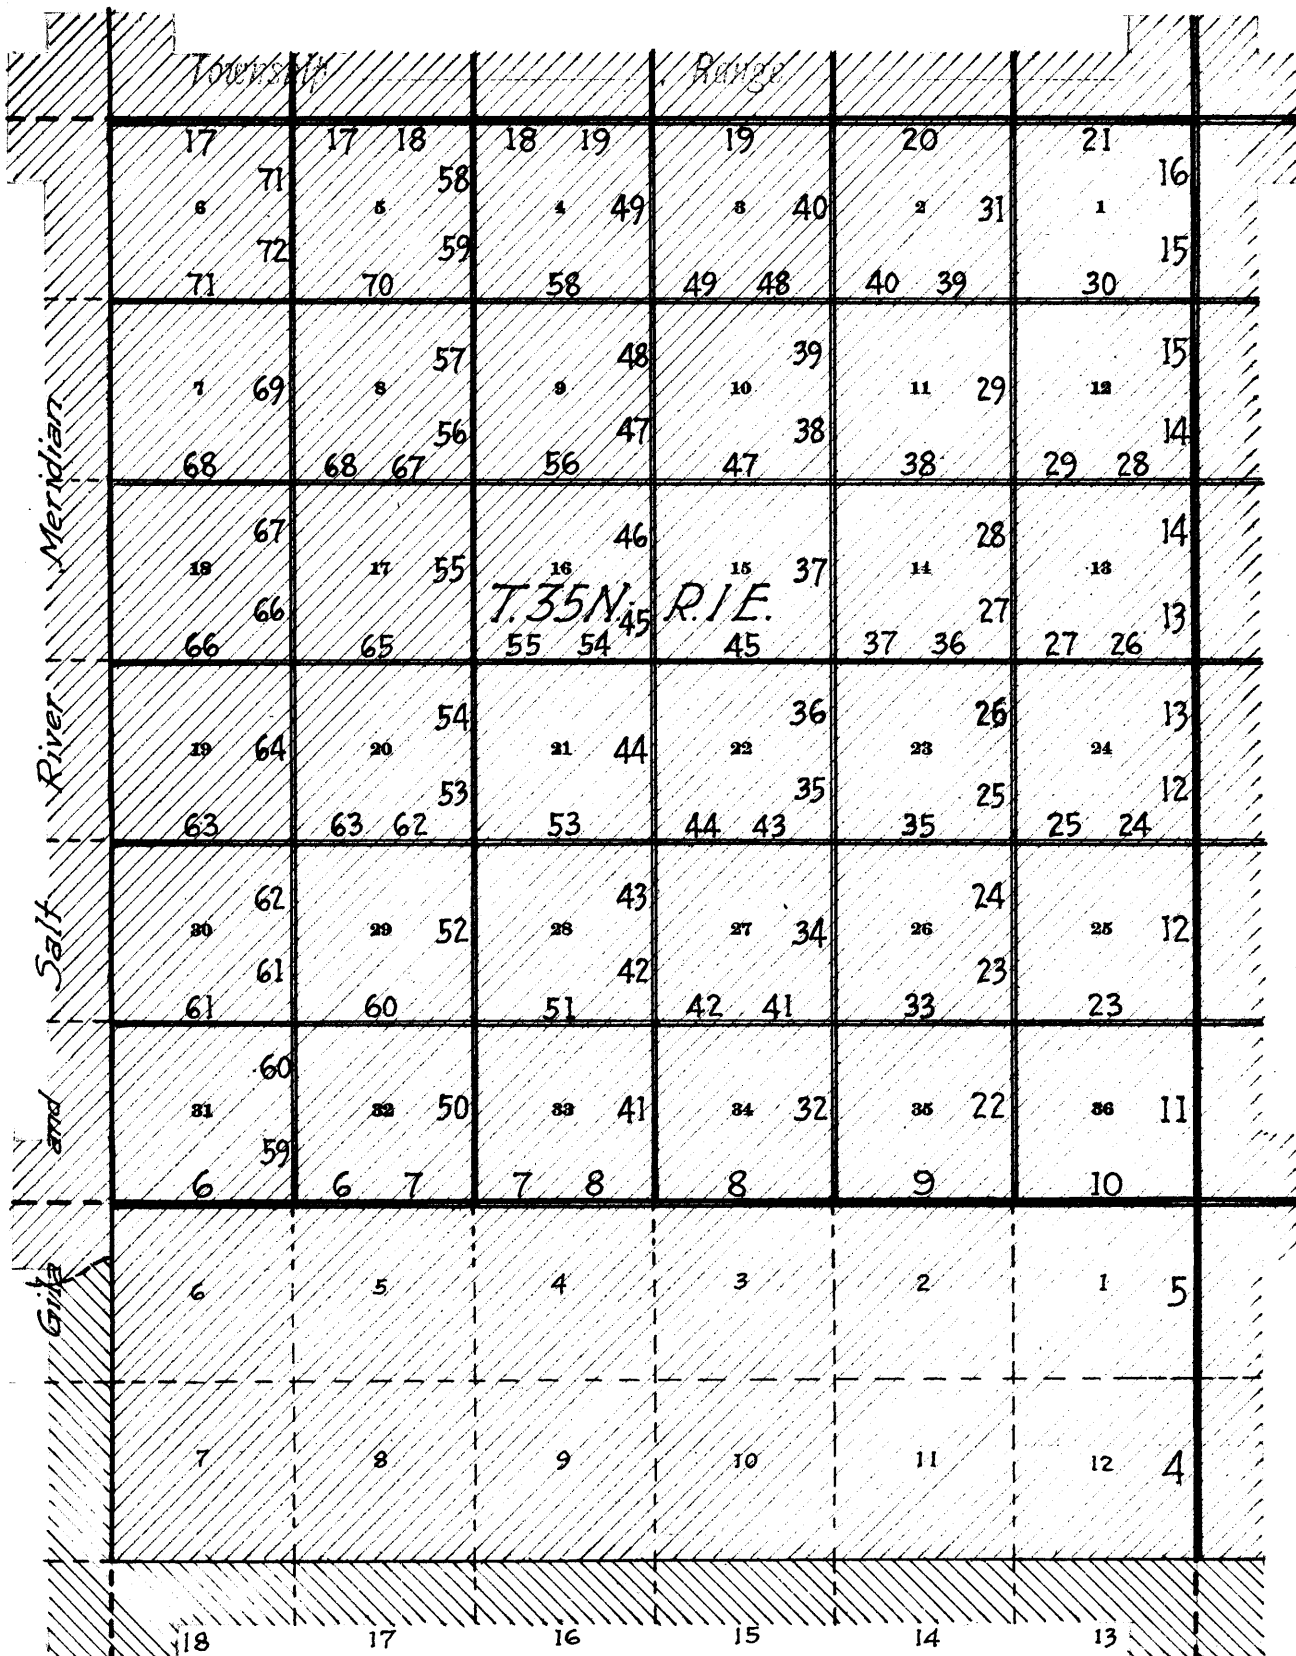 Township Range
17 17 18 18 19 19 20 21
71 58 16
6 5 4 49 3 40 2 31 1
72 59 15
71 70 58 49 48 40 39 30
57 48 39 15
7 69 8 9 10 11 29 12
56 47 38 14
68 68 67 56 47 38 29 28
67 46 28 14
18 17 55 16 15 37 14 13
T.35N. R.1E.
66 45 27 13
66 65 55 54 45 37 36 27 26
54 36 26 13
19 64 20 21 44 22 23 24
53 35 25 12
63 63 62 53 44 43 35 25 24
62 43 24
30 29 52 28 27 34 26 25 12
61 42 23
61 60 51 42 41 33 23
60
31 32 50 33 41 34 32 35 22 36 11
59
6 6 7 7 8 8 9 10
6 5 4 3 2 1 5
7 8 9 10 11 12 4
18 17 16 15 14 13
Gila and Salt River Meridian